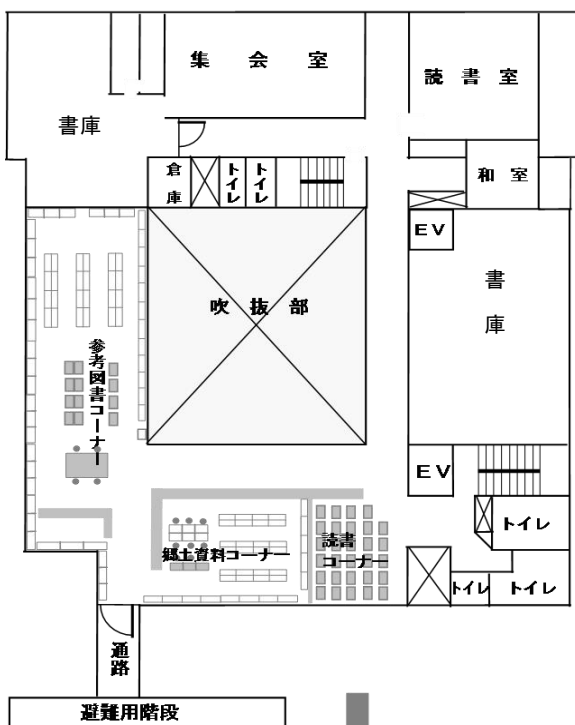 集会室
読書室
書庫
倉庫
トイレ
トイレ
和室
EV
吹抜部
書庫
参考図書コーナー
EV
トイレ
郷土資料コーナー
読書
コーナー
トイレ
トイレ
通路
避難用階段